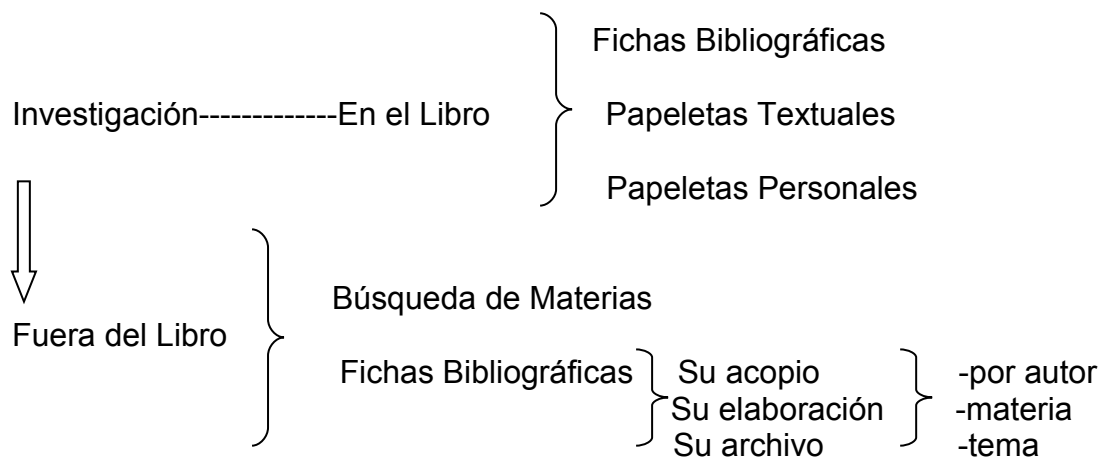 Fichas Bibliográficas
Investigación-------------En el Libro
Papeletas Textuales
Papeletas Personales
Búsqueda de Materias
Fuera del Libro
Fichas Bibliográficas Su acopio -por autor
Su elaboración -materia
Su archivo -tema